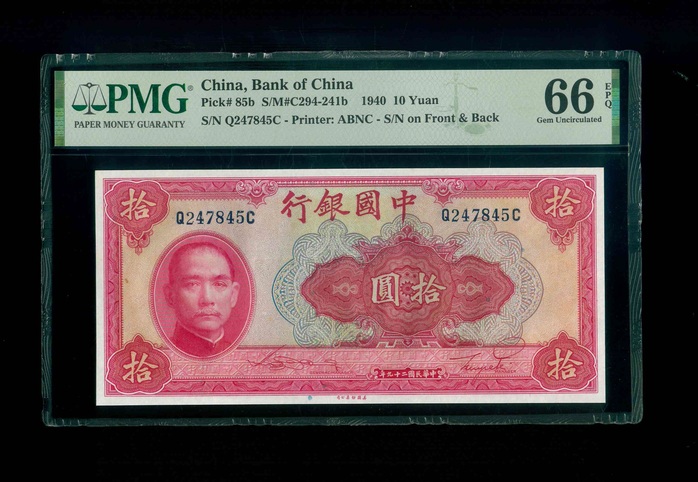 PMG
PAPER MONEY GUARANTY
China, Bank of China
Pick# 85b S/M#C294-241b 1940 10 Yuan
S/N Q247845C - Printer: ABNC - S/N on Front & Back
66 EPQ
Gem Uncirculated
拾 行銀國中 拾
Q247845C Q247845C
圓拾
拾 拾